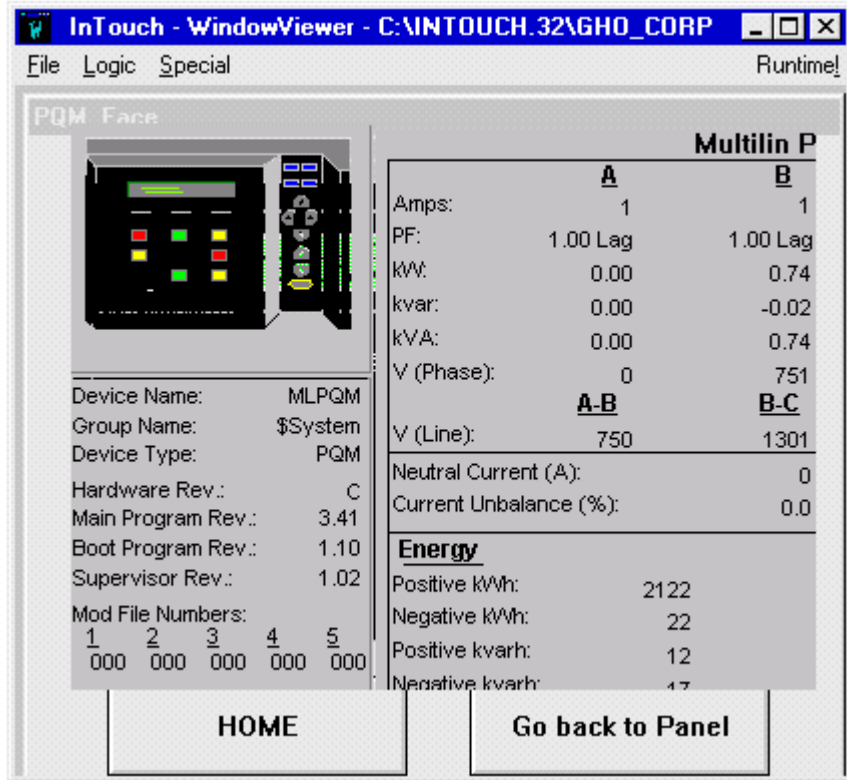 InTouch - WindowViewer - C:\INTOUCH.32\GHO_CORP
File Logic Special Runtime!
PQM Face
Multilin P
A B
Amps: 1 1
PF: 1.00 Lag 1.00 Lag
kW: 0.00 0.74
kvar: 0.00 -0.02
kVA: 0.00 0.74
V (Phase): 0 751
A-B B-C
V (Line): 750 1301
Neutral Current (A): 0
Current Unbalance (%): 0.0
Energy
Positive kWh: 2122
Negative kWh: 22
Positive kvarh: 12
Negative kvarh: 17
Device Name: MLPQM
Group Name: $System
Device Type: PQM
Hardware Rev.: C
Main Program Rev.: 3.41
Boot Program Rev.: 1.10
Supervisor Rev.: 1.02
Mod File Numbers:
1 2 3 4 5
000 000 000 000 000
HOME
Go back to Panel